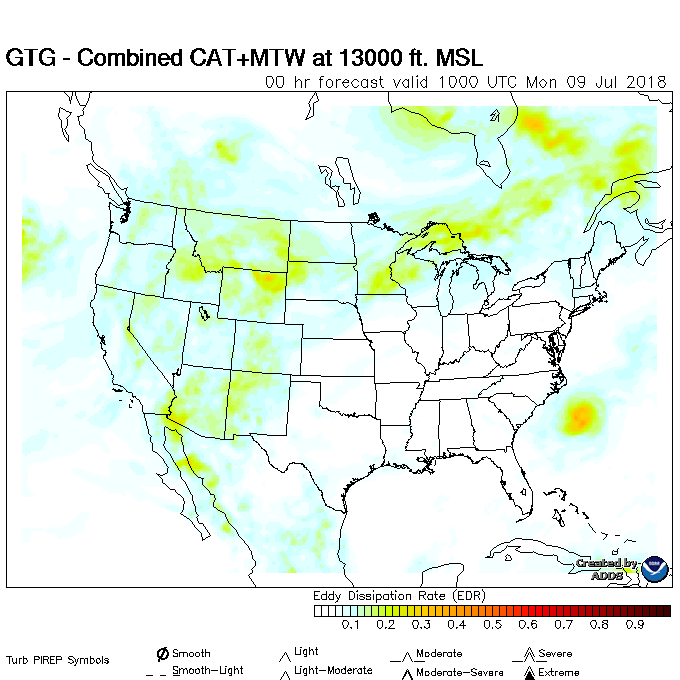 GTG - Combined CAT+MTW at 13000 ft. MSL
00 hr forecast valid 1000 UTC Mon 09 Jul 2018
Created by
ADDS
Eddy Dissipation Rate (EDR)
0.1 0.2 0.3 0.4 0.5 0.6 0.7 0.8 0.9
Turb PIREP Symbols
Smooth Light Moderate Severe
Smooth-Light Light-Moderate Moderate-Severe Extreme